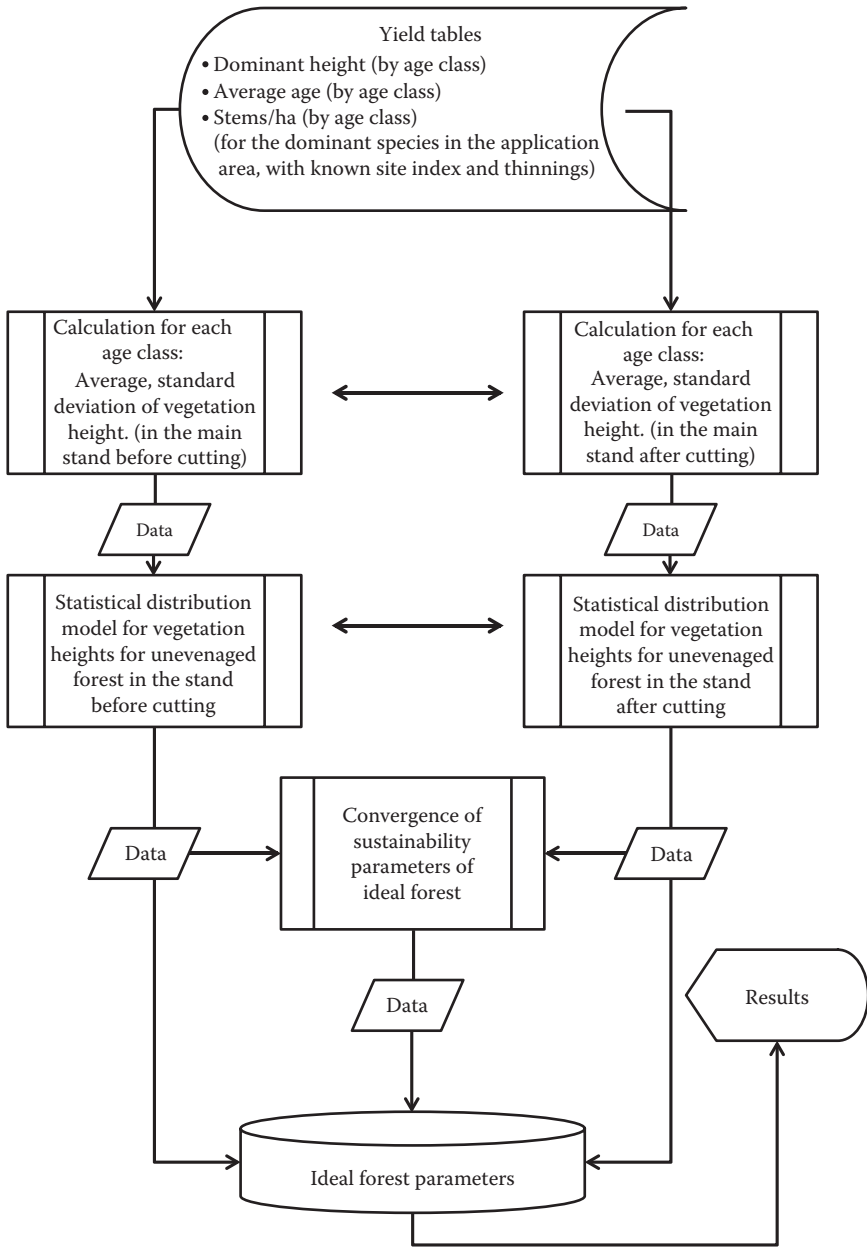 Yield tables
• Dominant height (by age class)
• Average age (by age class)
• Stems/ha (by age class)
(for the dominant species in the application
area, with known site index and thinnings)
Calculation for each
age class:
Average, standard
deviation of vegetation
height. (in the main
stand before cutting)
Calculation for each
age class:
Average, standard
deviation of vegetation
height. (in the main
stand after cutting)
Data
Data
Statistical distribution
model for vegetation
heights for unevenaged
forest in the stand
before cutting
Statistical distribution
model for vegetation
heights for unevenaged
forest in the stand
after cutting
Data
Convergence of
sustainability
parameters of
ideal forest
Data
Data
Results
Ideal forest parameters